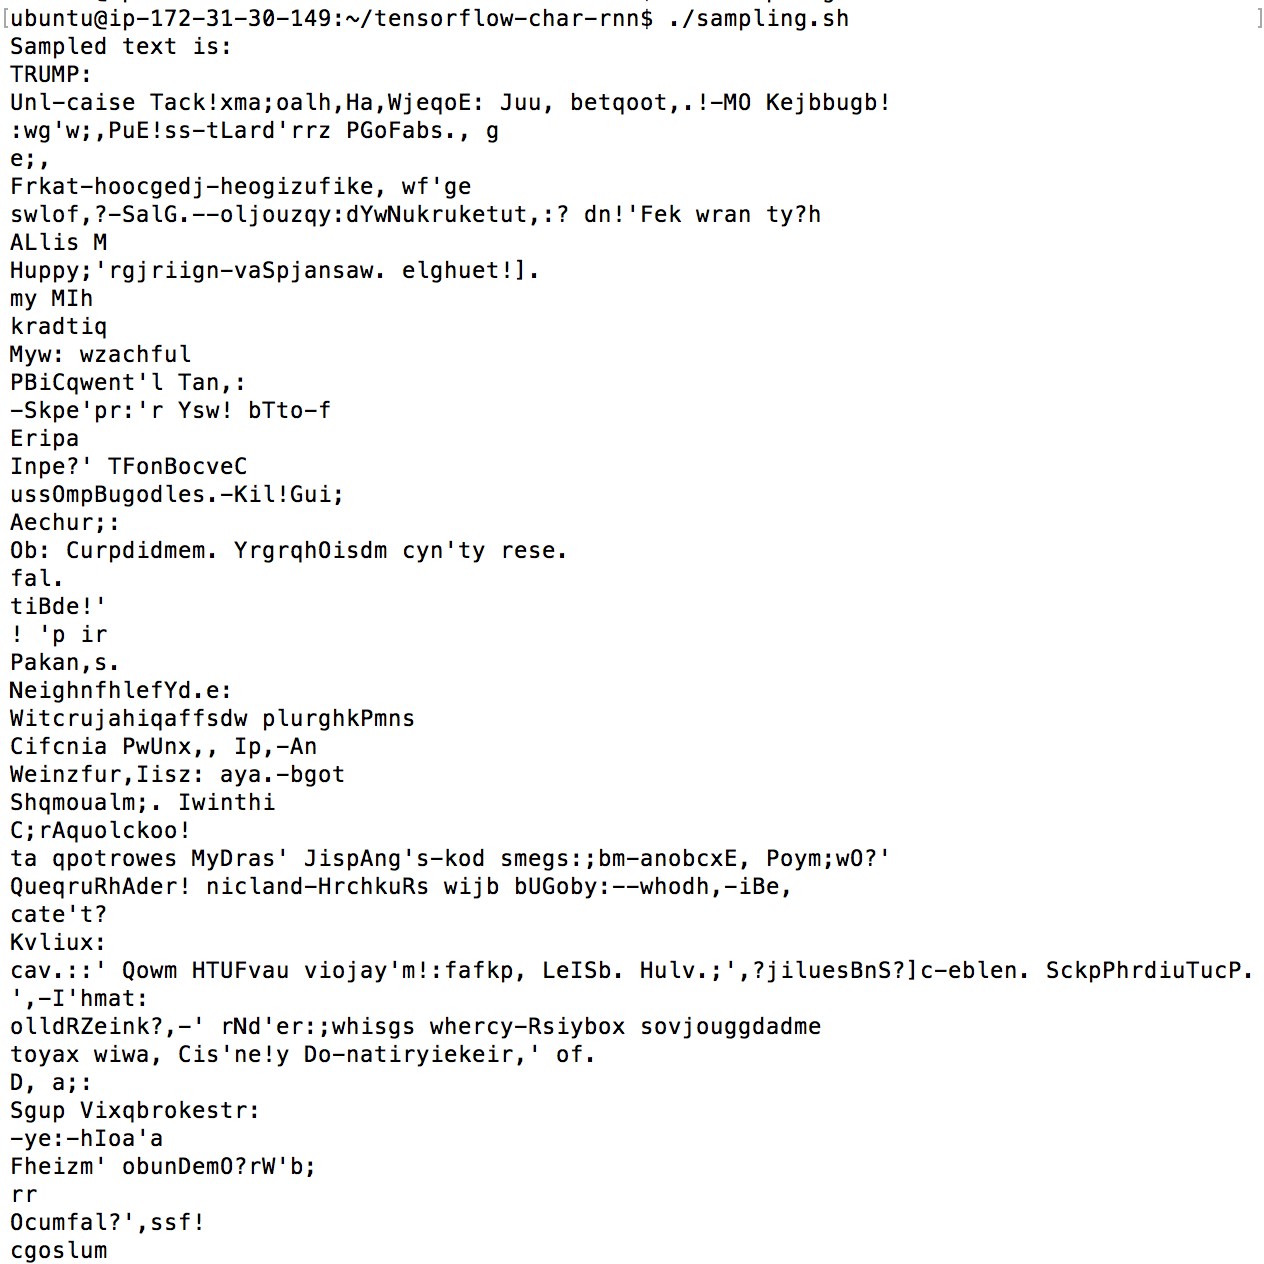 ubuntu@ip-172-31-30-149:~/tensorflow-char-rnn$ ./sampling.sh
Sampled text is:
TRUMP:
Unl-caise Tack!xma;oalh,Ha,WjeqoE: Juu, betqoot,.!-MO Kejbbugb!
:wg'w;,PuE!ss-tLard'rrz PGoFabs., g
e;,
Frkat-hoocgedj-heogizufike, wf'ge
swlof,?-SalG.--oljouzqy:dYwNukruketut,:? dn!'Fek wran ty?h
ALlis M
Huppy;'rgjriign-vaSpjansaw. elghuet!].
my MIh
kradtiq
Myw: wzachful
PBiCqwent'l Tan,:
-Skpe'pr:'r Ysw! bTto-f
Eripa
Inpe?' TFonBocveC
ussOmpBugodles.-Kil!Gui;
Aechur;:
Ob: Curpdidmem. YrgrqhOisdm cyn'ty rese.
fal.
tiBde!'
! 'p ir
Pakan,s.
NeighnfhlefYd.e:
Witcrujahiqaffsdw plurghkPmns
Cifcnia PwUnx,, Ip,-An
Weinzfur,Iisz: aya.-bgot
Shqmoualm;. Iwinthi
C;rAquolckoo!
ta qpotrowes MyDras' JispAng's-kod smegs:;bm-anobcxE, Poym;wO?'
QueqruRhAder! nicland-HrchkuRs wijb bUGoby:--whodh,-iBe,
cate't?
Kvliux:
cav.::' Qowm HTUFvau viojay'm!:fafkp, LeISb. Hulv.;',?jiluesBnS?]c-eblen. SckpPhrdiuTucP.
',-I'hmat:
olldRZeink?,-' rNd'er:;whisgs whercy-Rsiybox sovjouggdadme
toyax wiwa, Cis'ne!y Do-natiryiekeir,' of.
D, a;:
Sgup Vixqbrokestr:
-ye:-hIoa'a
Fheizm' obunDemO?rW'b;
rr
Ocumfal?',ssf!
cgoslum